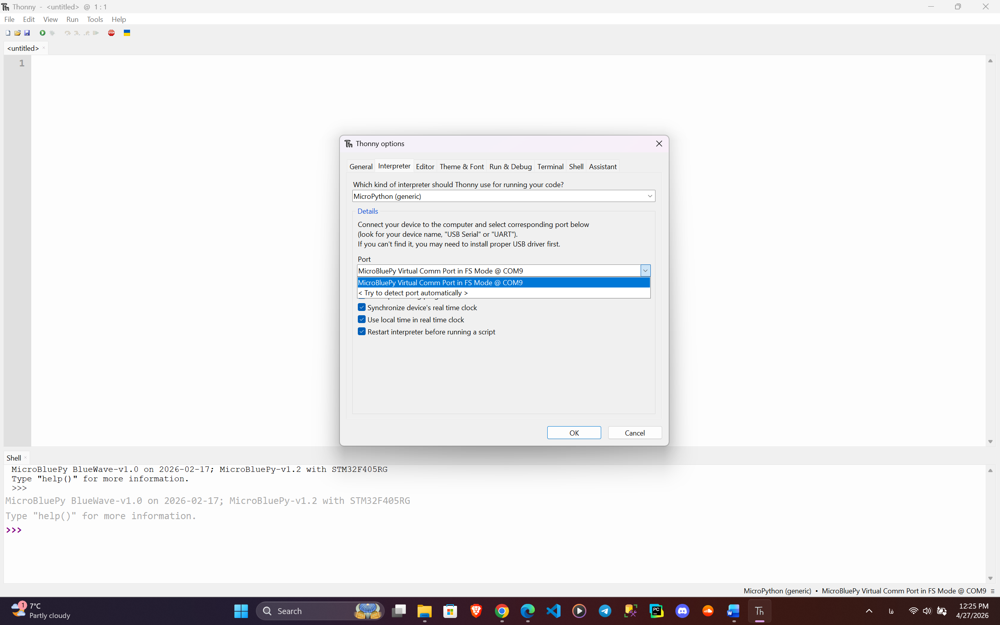 Thonny - <untitled> @ 1:1
File Edit View Run Tools Help
STOP
<untitled> ×
1
Thonny options
General Interpreter Editor Theme & Font Run & Debug Terminal Shell Assistant
Which kind of interpreter should Thonny use for running your code?
MicroPython (generic)
Details
Connect your device to the computer and select corresponding port below
(look for your device name, "USB Serial" or "UART").
If you can't find it, you may need to install proper USB driver first.
Port
MicroBluePy Virtual Comm Port in FS Mode @ COM9
MicroBluePy Virtual Comm Port in FS Mode @ COM9
< Try to detect port automatically >
Synchronize device's real time clock
Use local time in real time clock
Restart interpreter before running a script
OK Cancel
Shell ×
MicroBluePy BlueWave-v1.0 on 2026-02-17; MicroBluePy-v1.2 with STM32F405RG
Type "help()" for more information.
>>>
MicroBluePy BlueWave-v1.0 on 2026-02-17; MicroBluePy-v1.2 with STM32F405RG
Type "help()" for more information.
>>>
MicroPython (generic) • MicroBluePy Virtual Comm Port in FS Mode @ COM9 ≡
1 7°C
Partly cloudy
Search
PC
W
Th
فا
12:25 PM
4/27/2026